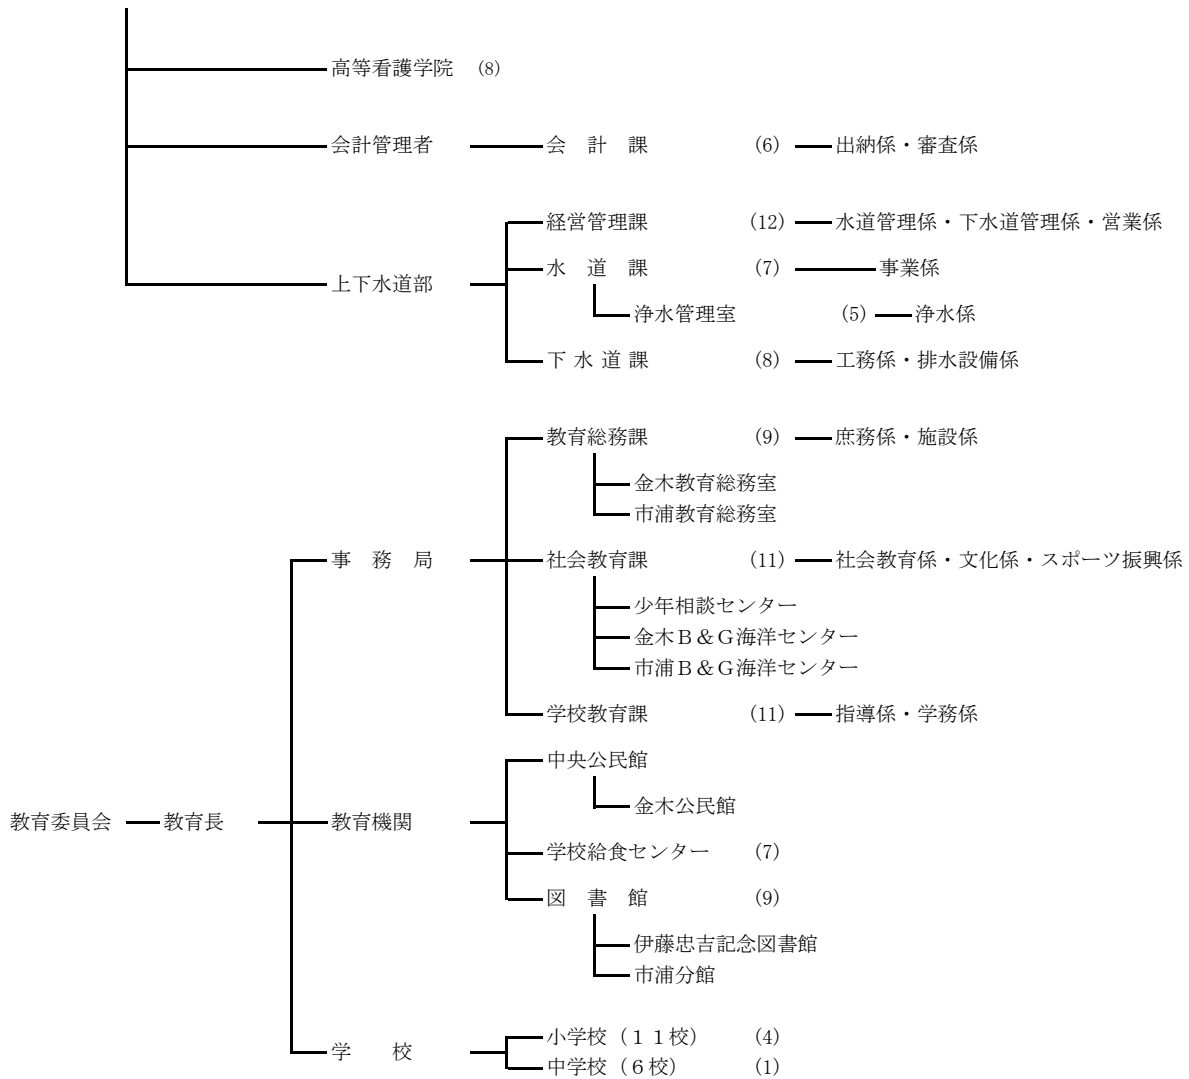 高等看護学院 (8)
会計管理者 会 計 課 (6) 出納係・審査係
経営管理課 (12) 水道管理係・下水道管理係・営業係
水 道 課 (7) 事業係
上下水道部
浄水管理室 (5) 浄水係
下 水 道 課 (8) 工務係・排水設備係
教育総務課 (9) 庶務係・施設係
金木教育総務室
市浦教育総務室
事 務 局 社会教育課 (11) 社会教育係・文化係・スポーツ振興係
少年相談センター
金木Ｂ＆Ｇ海洋センター
市浦Ｂ＆Ｇ海洋センター
学校教育課 (11) 指導係・学務係
中央公民館
金木公民館
教育委員会 教育長 教育機関
学校給食センター (7)
図 書 館 (9)
伊藤忠吉記念図書館
市浦分館
小学校（１１校） (4)
学 校
中学校（６校） (1)